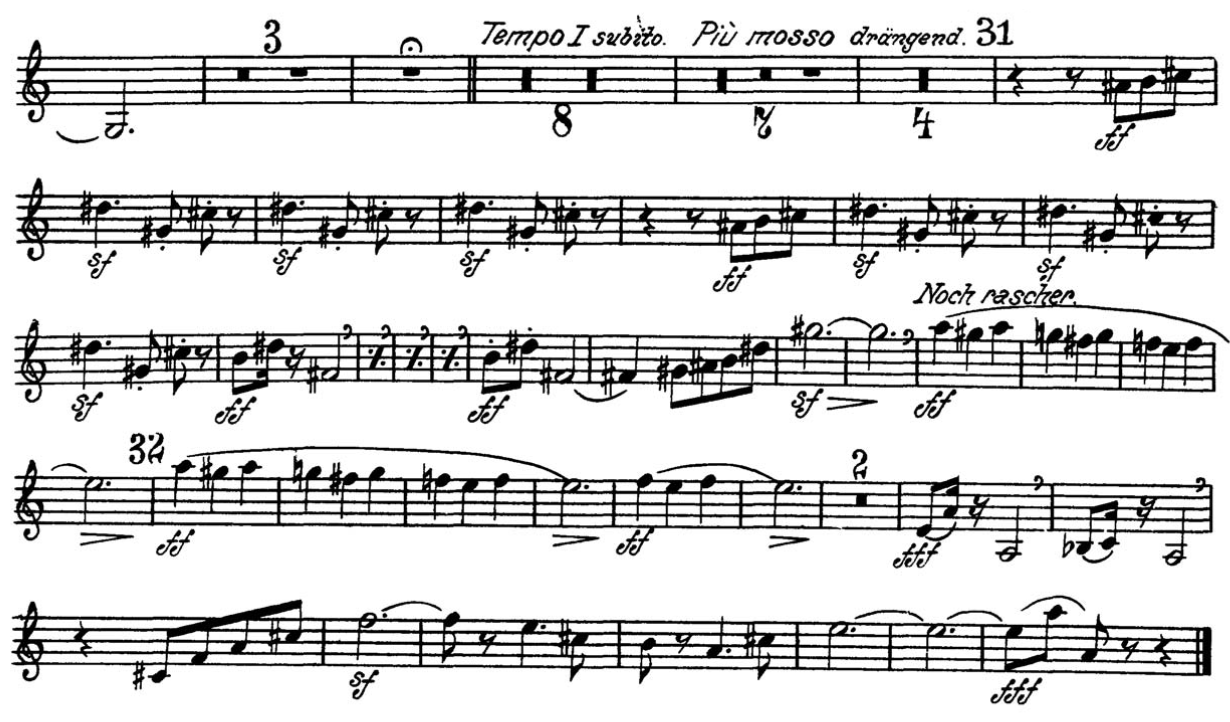 3 Tempo I subito. Più mosso drängend. 31
8 7 4 ff
sf sf sf ff sf sf
Noch rascher.
sf ff ff sf ff
32 2
ff ff fff
sf fff